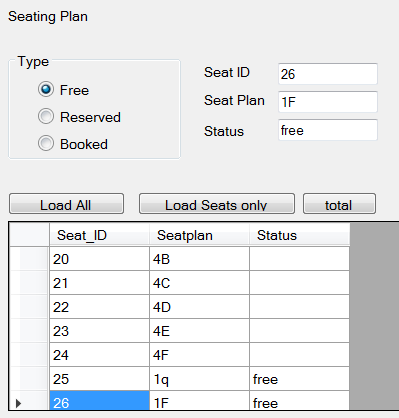 Seating Plan
Type
Free
Reserved
Booked
Seat ID 26
Seat Plan 1F
Status free
Load All Load Seats only total
Seat_ID Seatplan Status
20 4B
21 4C
22 4D
23 4E
24 4F
25 1q free
26 1F free